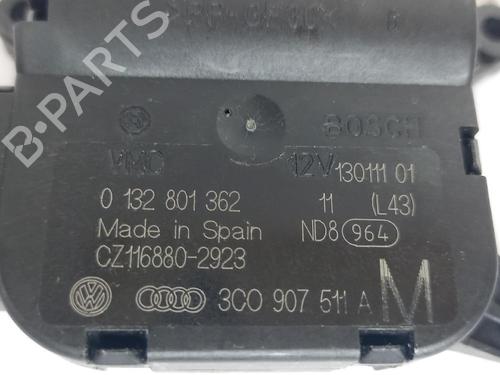 B-PARTS
BOSCH
VMC 12V 130111 01
0 132 801 362 11 (L43)
Made in Spain ND8 964
CZ116880-2923
3C0 907 511 A M